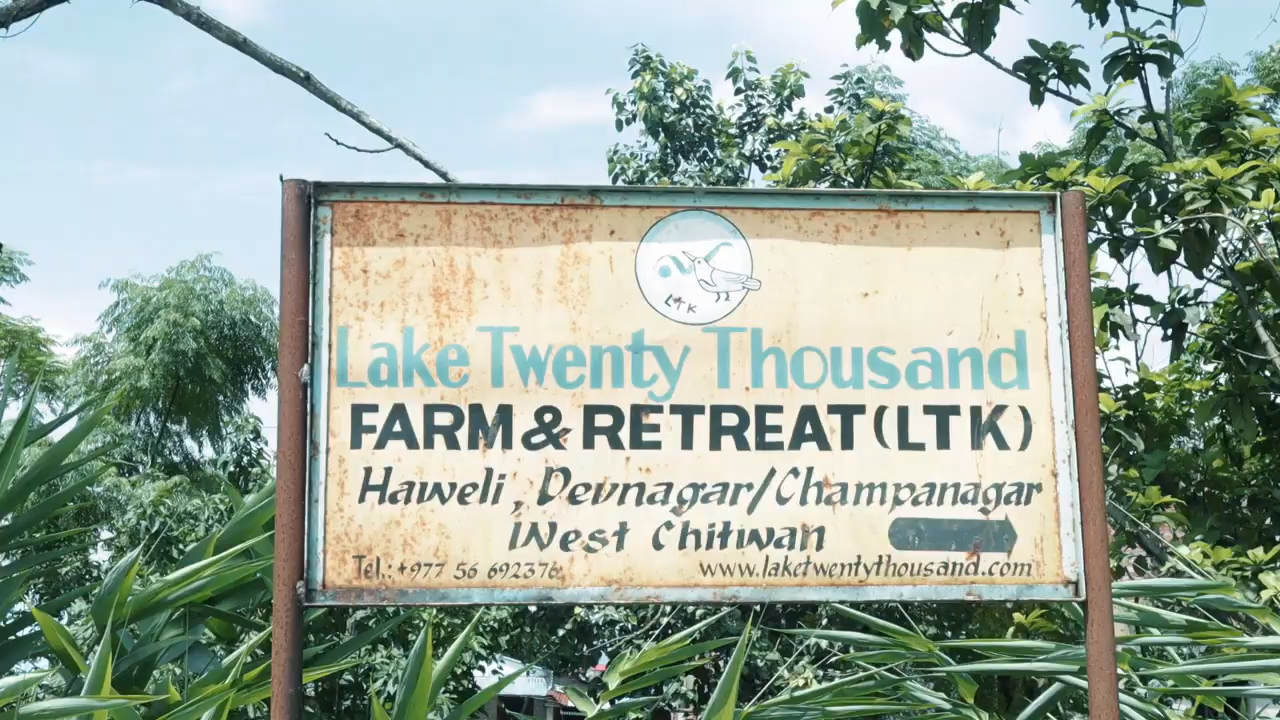 LTK
Lake Twenty Thousand
FARM & RETREAT (LTK)
Haweli, Devnagar/Champanagar
West Chitwan
Tel.: +977 56 692376
www.laketwentythousand.com